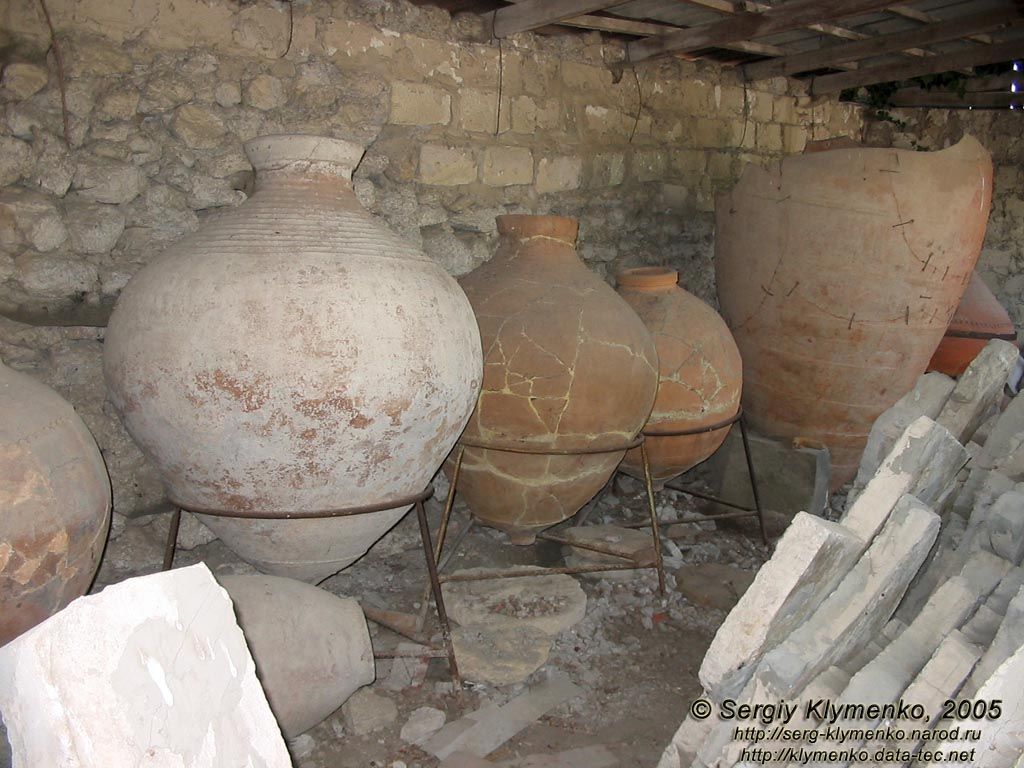 © Sergiy Klymenko, 2005
http://serg-klymenko.narod.ru
http://klymenko.data-tec.net